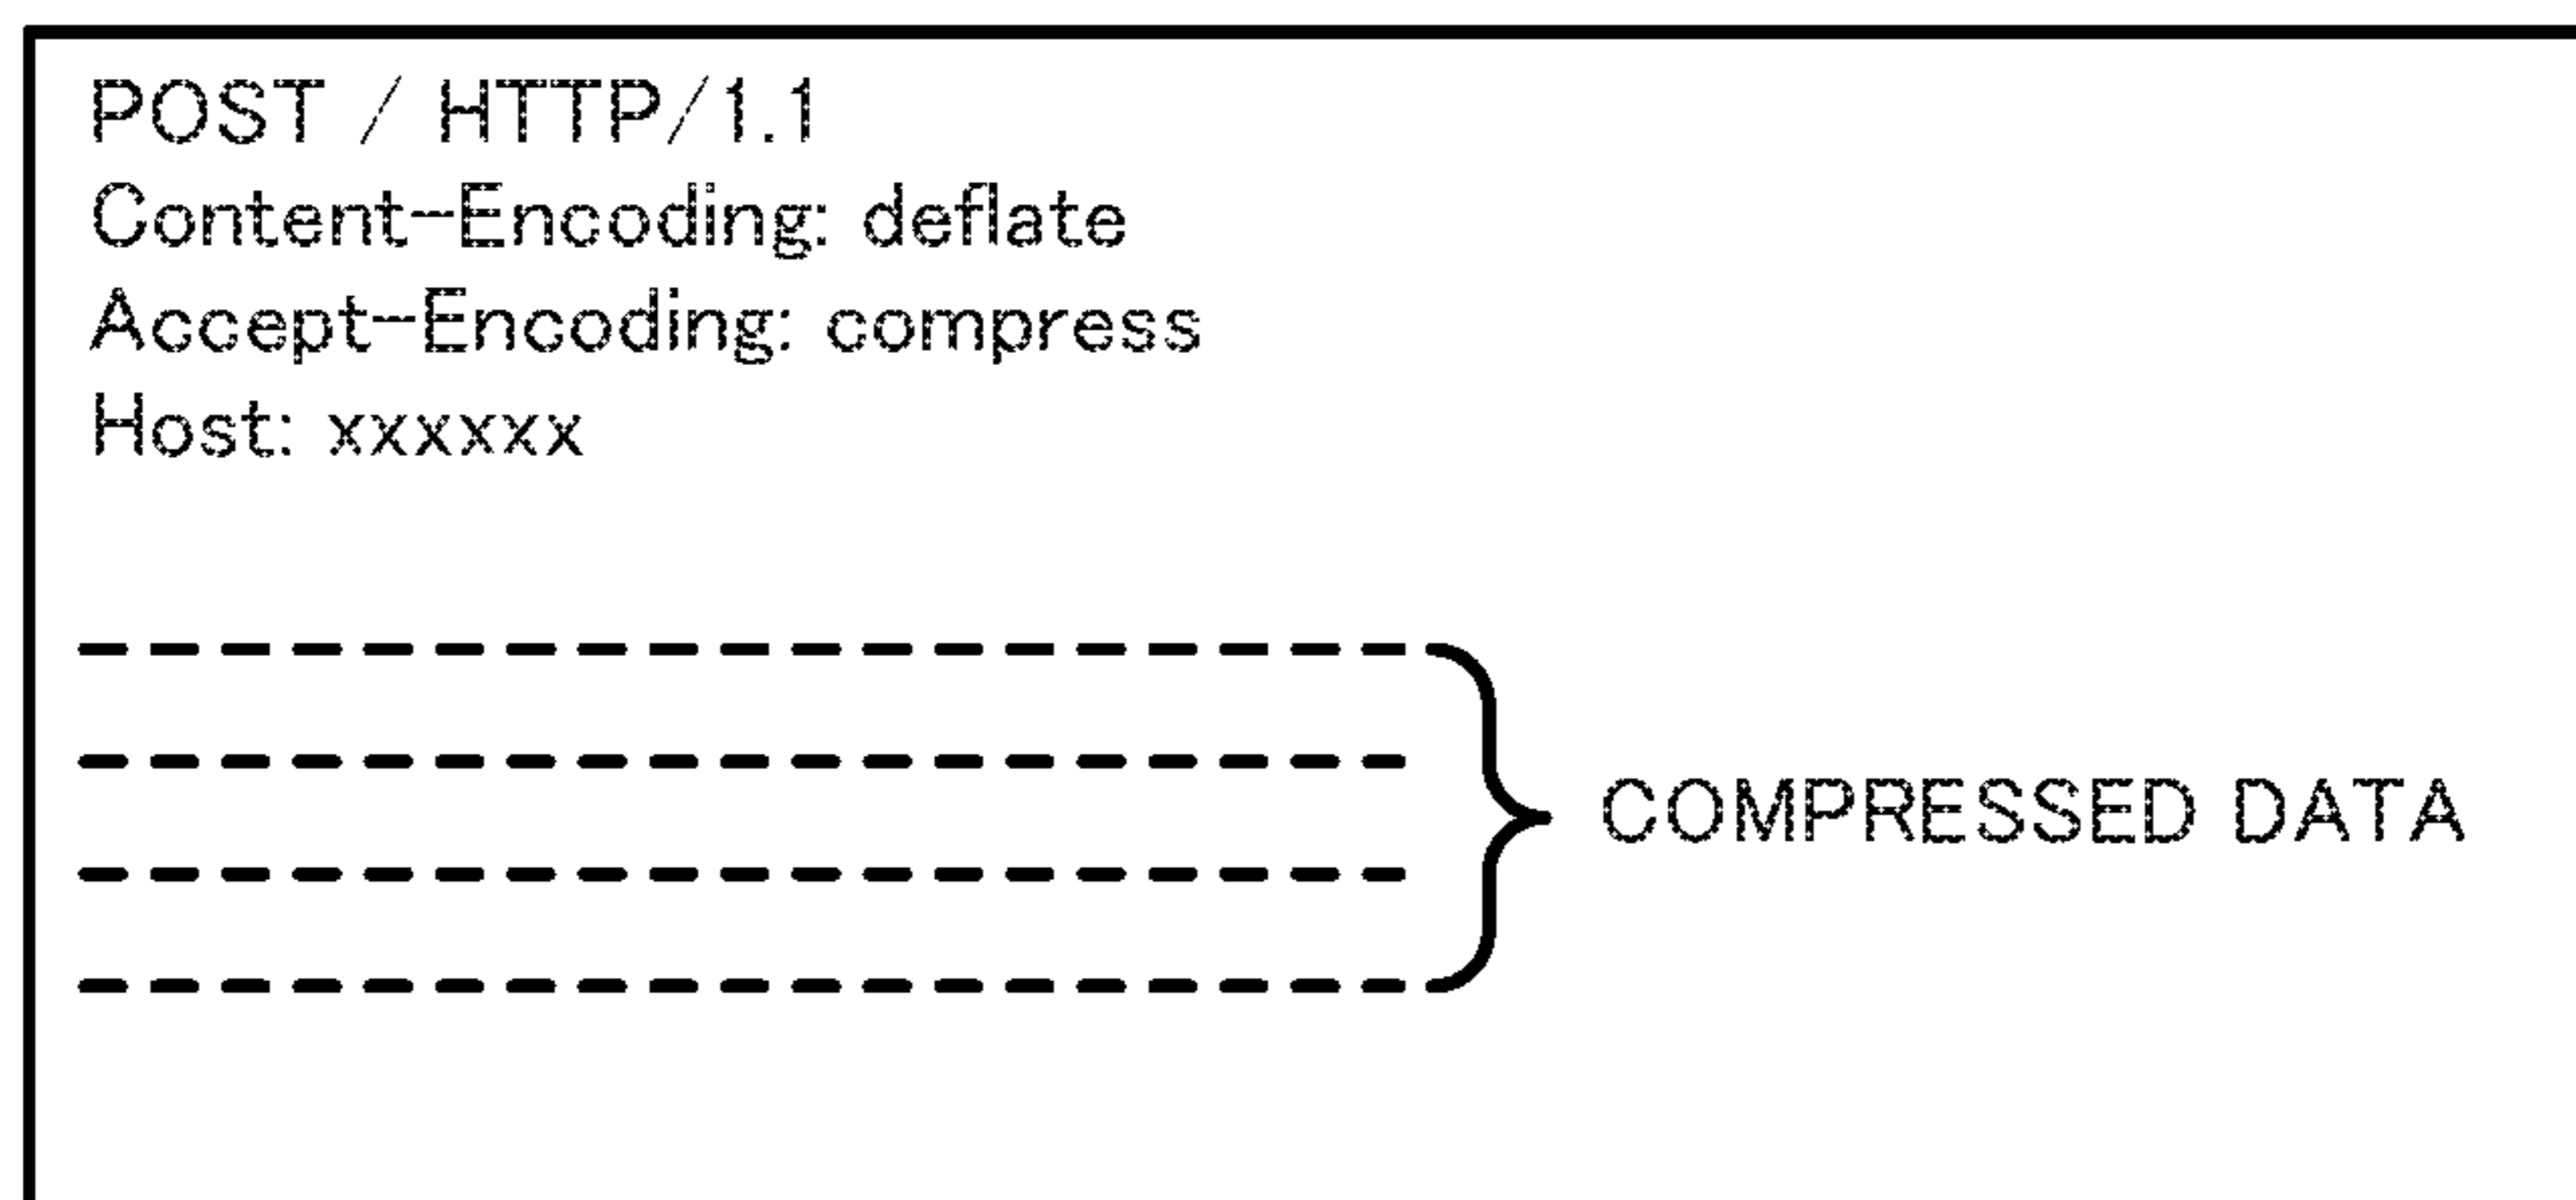 POST / HTTP/1.1
Content-Encoding: deflate
Accept-Encoding: compress
Host: xxxxxx
COMPRESSED DATA